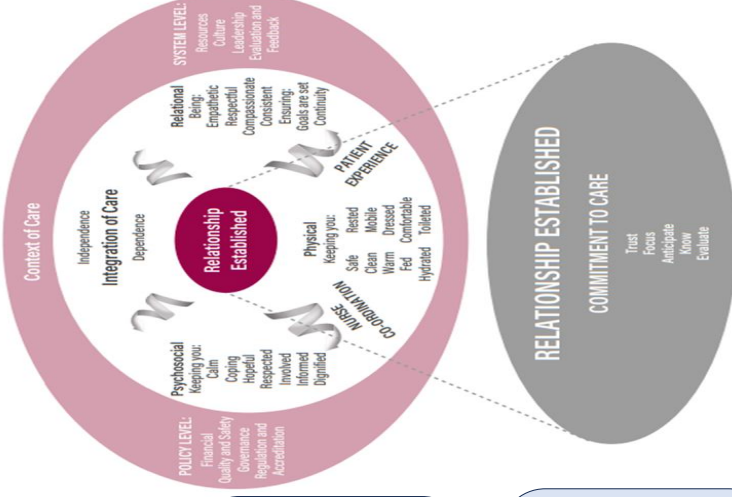 Context of Care
POLICY LEVEL:
Financial
Quality and Safety
Governance
Regulation and
Accreditation
SYSTEM LEVEL:
Resources
Culture
Leadership
Evaluation and
Feedback
Independence
Integration of Care
Dependence
Psychosocial
Keeping you:
Calm
Coping
Hopeful
Respected
Involved
Informed
Dignified
Relationship
Established
Relational
Being:
Empathetic
Respectful
Compassionate
Consistent
Ensuring:
Goals are set
Continuity
NURSE
CO-ORDINATION
Physical
Keeping you:
Safe Rested
Clean Mobile
Warm Dressed
Fed Comfortable
Hydrated Toileted
PATIENT
EXPERIENCE
RELATIONSHIP ESTABLISHED
COMMITMENT TO CARE
Trust
Focus
Anticipate
Know
Evaluate